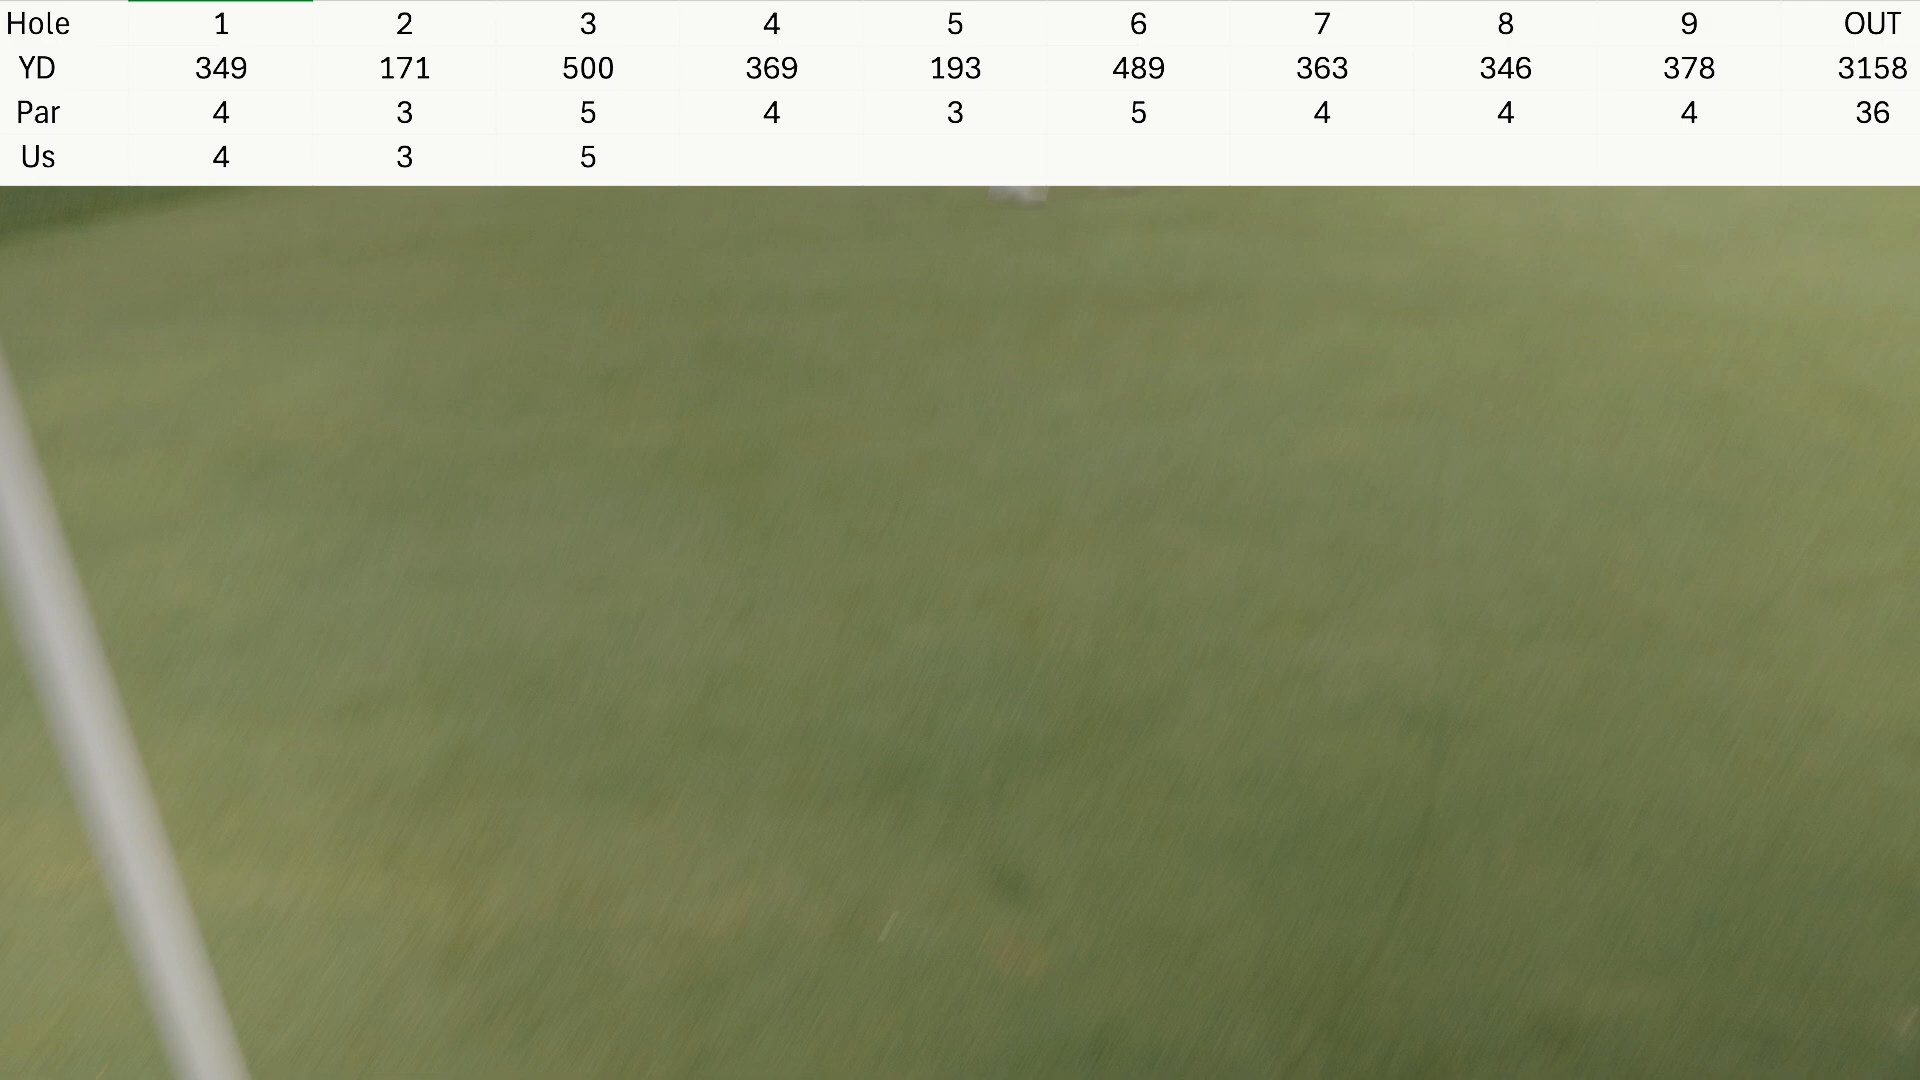 Hole 1 2 3 4 5 6 7 8 9 OUT
YD 349 171 500 369 193 489 363 346 378 3158
Par 4 3 5 4 3 5 4 4 4 36
Us 4 3 5